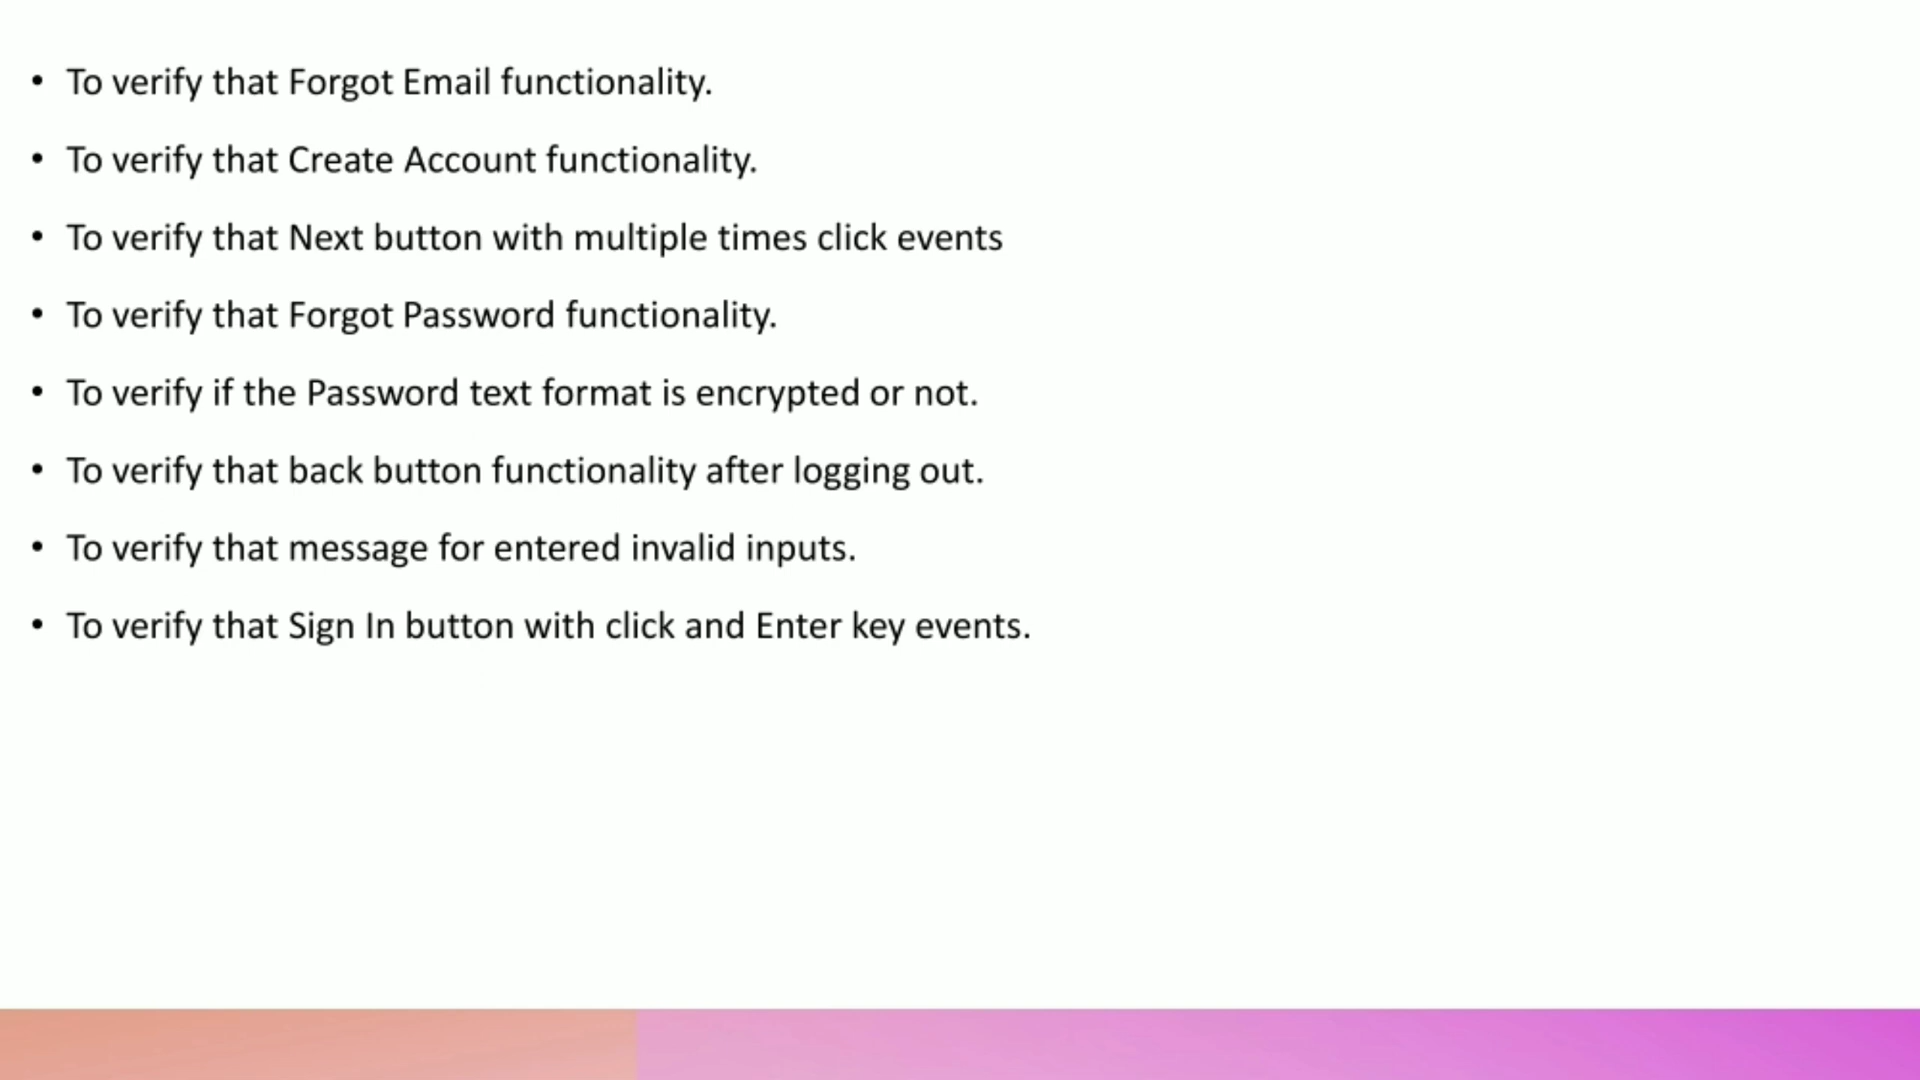 • To verify that Forgot Email functionality.
• To verify that Create Account functionality.
• To verify that Next button with multiple times click events
• To verify that Forgot Password functionality.
• To verify if the Password text format is encrypted or not.
• To verify that back button functionality after logging out.
• To verify that message for entered invalid inputs.
• To verify that Sign In button with click and Enter key events.